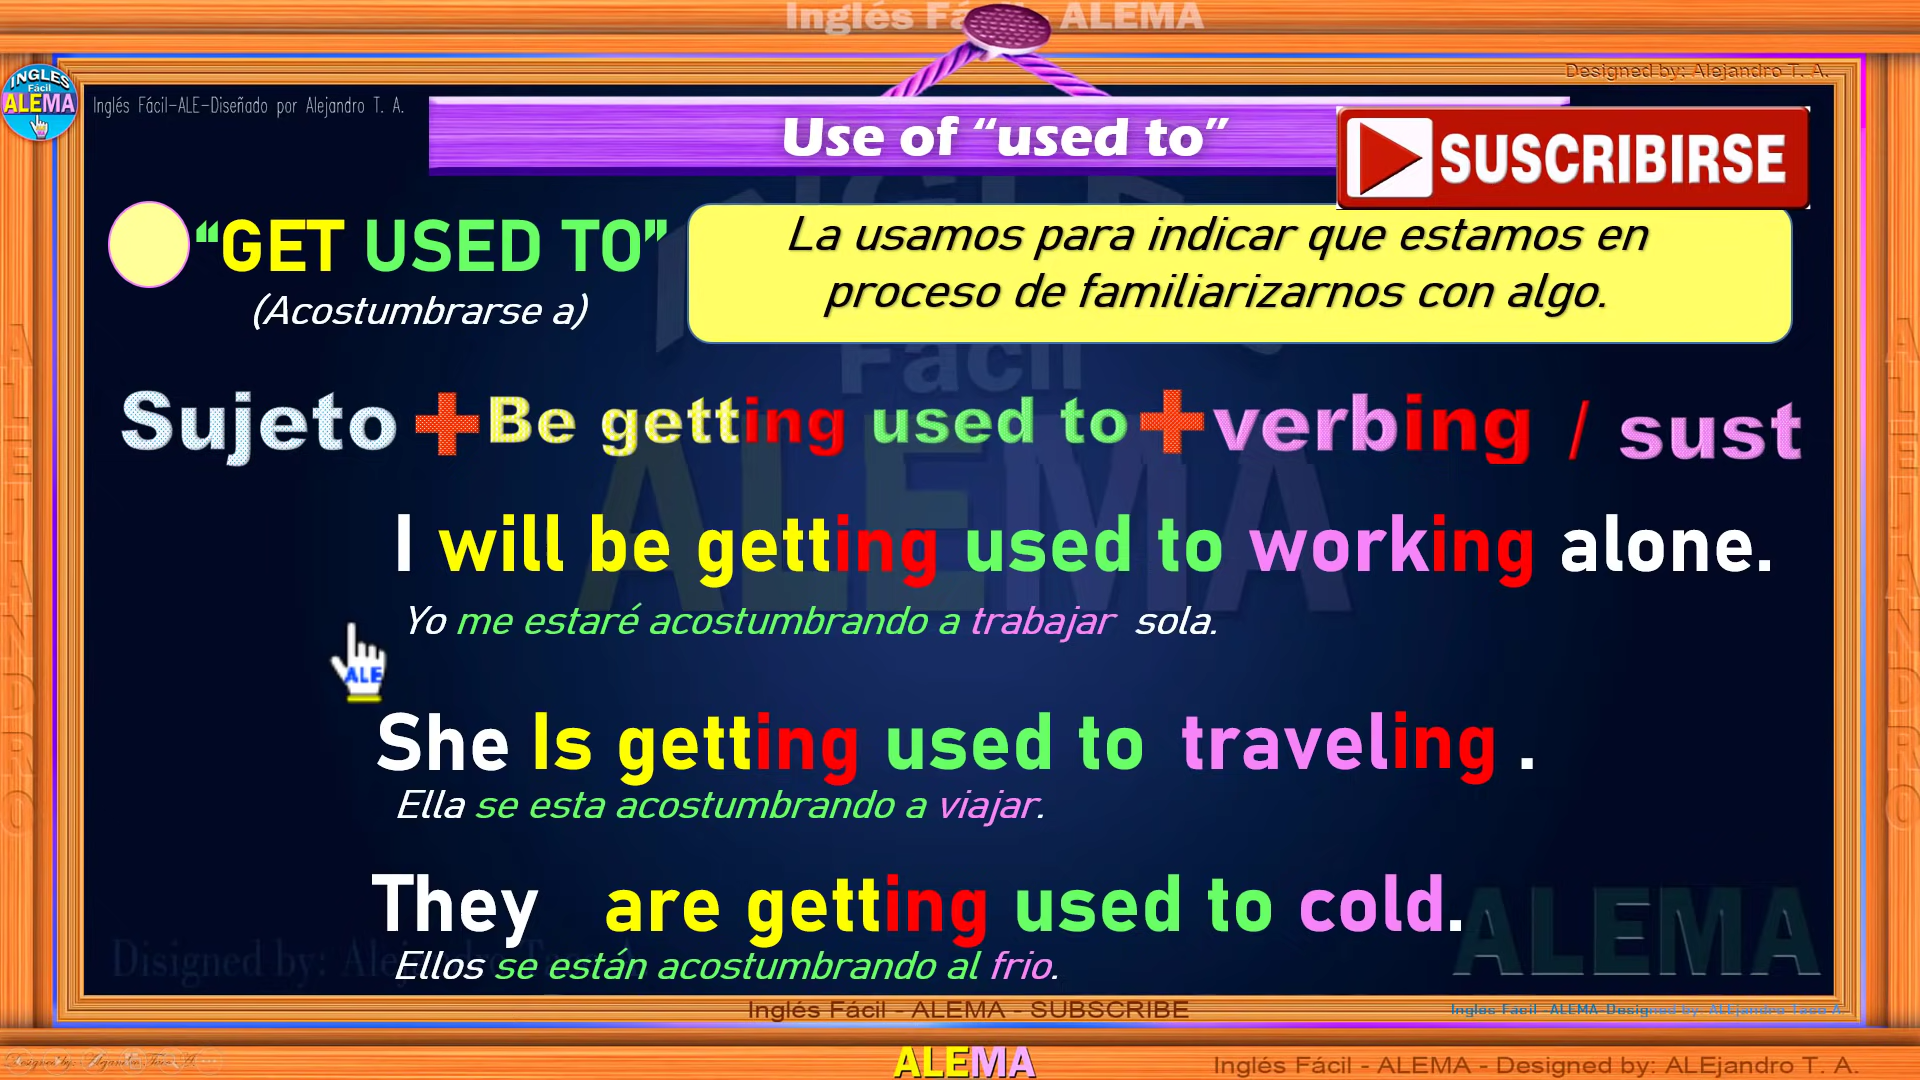 Inglés Fácil ALEMA
Designed by: Alejandro T. A.
INGLES
Fácil
ALEMA
Inglés Fácil-ALE-Diseñado por Alejandro T. A.
Use of “used to”
SUSCRIBIRSE
“GET USED TO”
(Acostumbrarse a)
La usamos para indicar que estamos en
proceso de familiarizarnos con algo.
Sujeto + Be getting used to + verbing / sust
I will be getting used to working alone.
Yo me estaré acostumbrando a trabajar sola.
ALE
She Is getting used to traveling .
Ella se esta acostumbrando a viajar.
They are getting used to cold.
Ellos se están acostumbrando al frio.
Disigned by: Ale
ALEMA
Inglés Fácil - ALEMA - SUBSCRIBE
ALEMA
Inglés Fácil - ALEMA - Designed by: ALEjandro T. A.